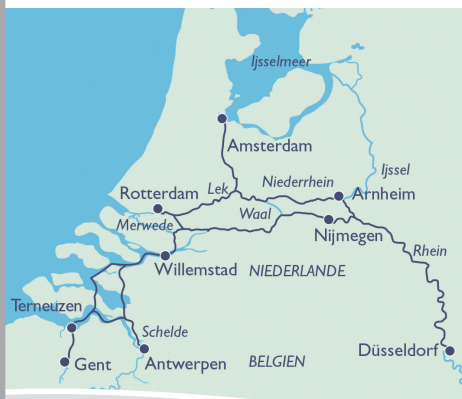 Ijsselmeer
Amsterdam
Ijssel
Niederrhein
Lek
Rotterdam
Arnheim
Waal
Merwede
Nijmegen
Rhein
Willemstad
NIEDERLANDE
Terneuzen
Schelde
Düsseldorf
Gent
Antwerpen
BELGIEN